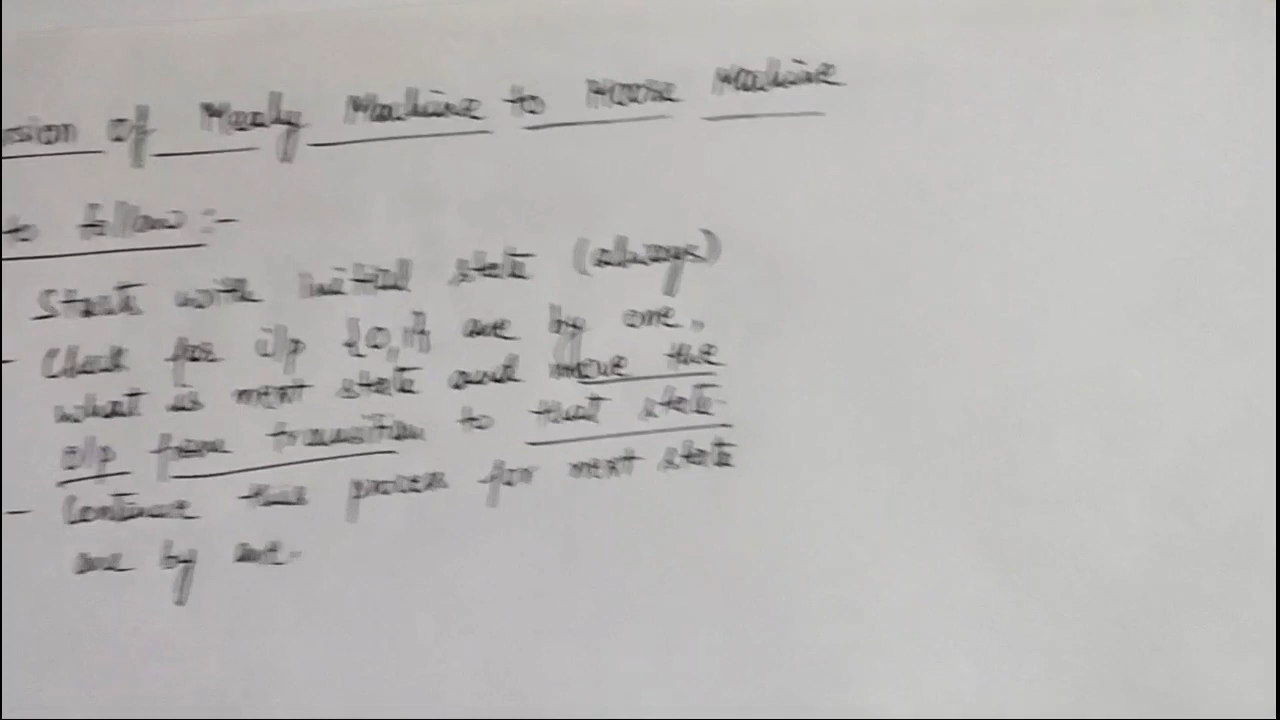 rsion of Mealy Machine to Moore Machine
to follow :-
Start with initial state (always)
- Check for i/p {0,1} one by one.
what is next state and move the
o/p from transition to that state.
- Continue this process for next state
one by one.